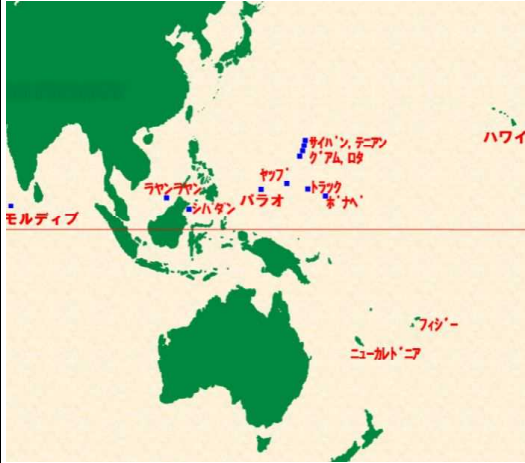 サイパン, テニアン
グアム, ロタ
ハワイ
ヤップ
ラヤンラヤン
パラオ
トラック
シパダン
ポナペ
モルディブ
フィジー
ニューカレドニア